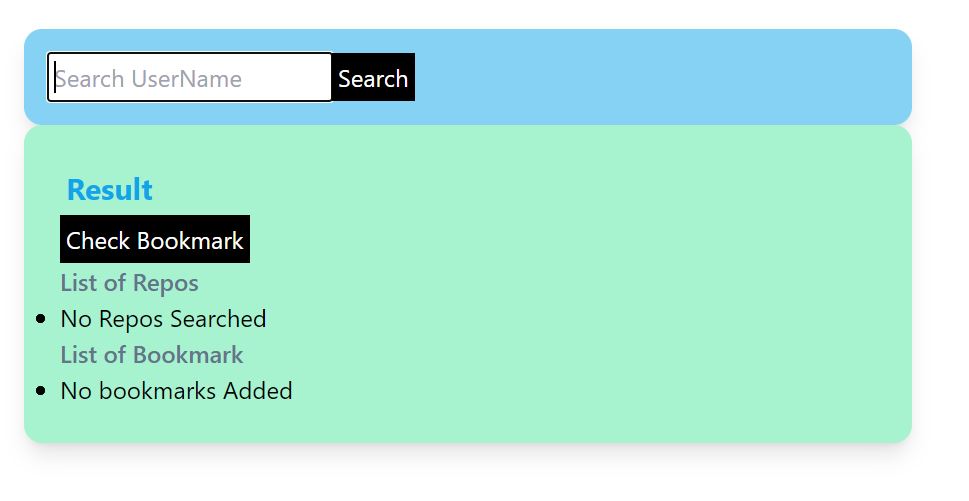 Search UserName Search
Result
Check Bookmark
List of Repos
No Repos Searched
List of Bookmark
No bookmarks Added